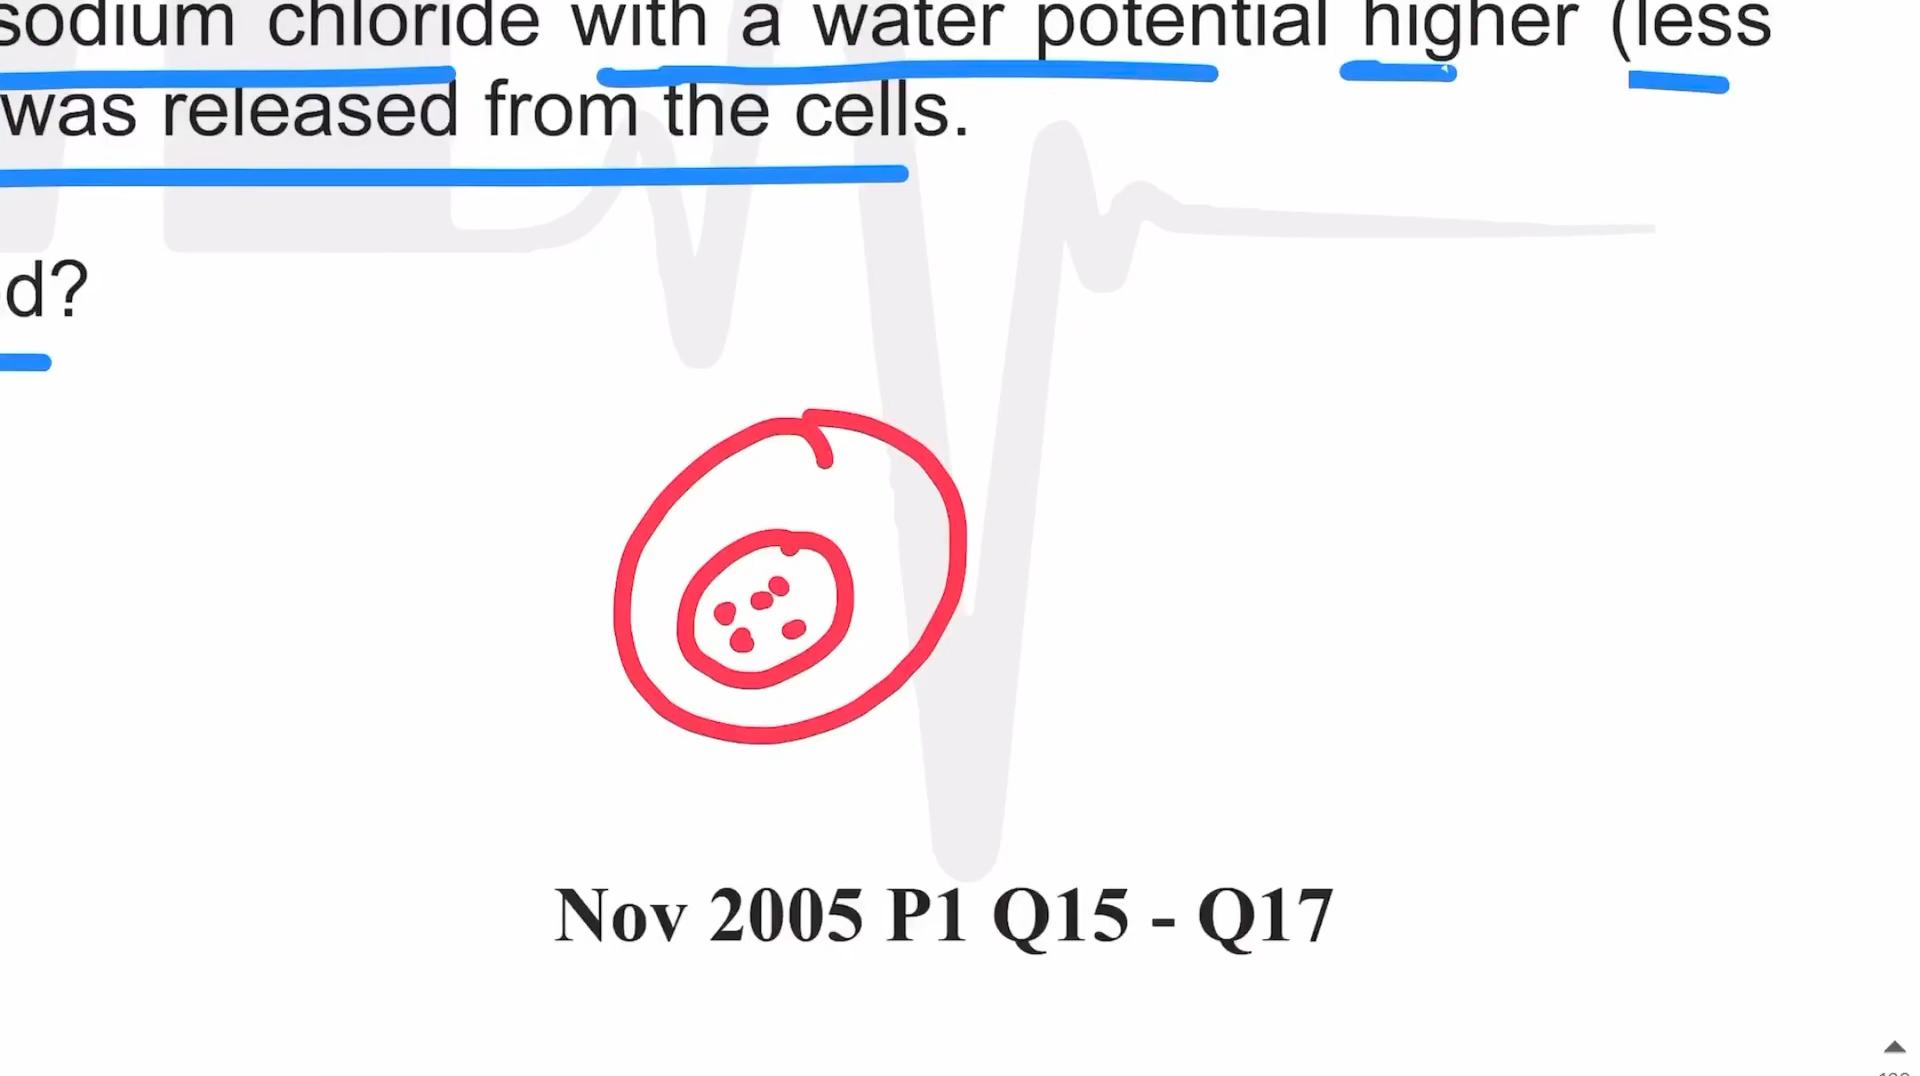 sodium chloride with a water potential higher (less
was released from the cells.
d?
Nov 2005 P1 Q15 - Q17